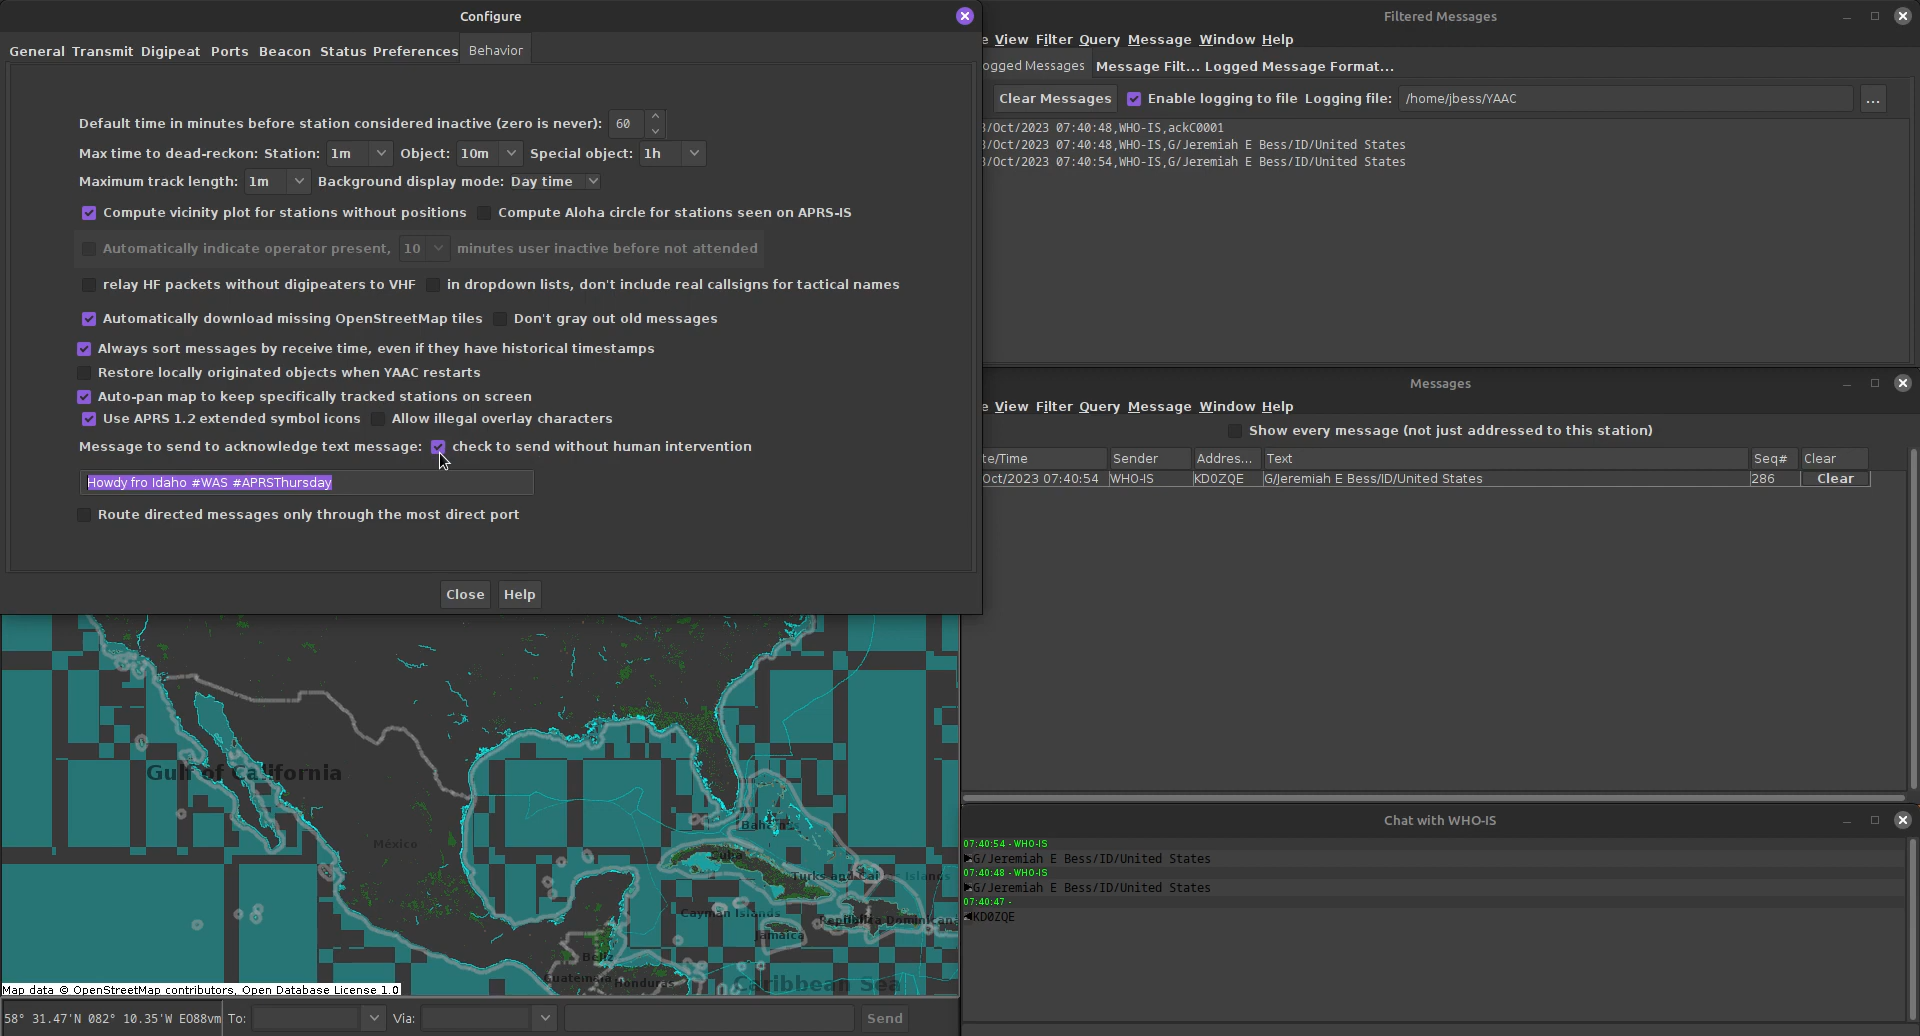 Configure
General Transmit Digipeat Ports Beacon Status Preferences Behavior
Default time in minutes before station considered inactive (zero is never): 60
Max time to dead-reckon: Station: 1m Object: 10m Special object: 1h
Maximum track length: 1m Background display mode: Day time
Compute vicinity plot for stations without positions Compute Aloha circle for stations seen on APRS-IS
Automatically indicate operator present, 10 minutes user inactive before not attended
relay HF packets without digipeaters to VHF in dropdown lists, don't include real callsigns for tactical names
Automatically download missing OpenStreetMap tiles Don't gray out old messages
Always sort messages by receive time, even if they have historical timestamps
Restore locally originated objects when YAAC restarts
Auto-pan map to keep specifically tracked stations on screen
Use APRS 1.2 extended symbol icons Allow illegal overlay characters
Message to send to acknowledge text message: check to send without human intervention
Howdy fro Idaho #WAS #APRSThursday
Route directed messages only through the most direct port
Close Help
Filtered Messages
e View Filter Query Message Window Help
ogged Messages Message Filt... Logged Message Format...
Clear Messages Enable logging to file Logging file: /home/jbess/YAAC ...
3/Oct/2023 07:40:48,WHO-IS,ackC0001
3/Oct/2023 07:40:48,WHO-IS,G/Jeremiah E Bess/ID/United States
3/Oct/2023 07:40:54,WHO-IS,G/Jeremiah E Bess/ID/United States
Messages
e View Filter Query Message Window Help
Show every message (not just addressed to this station)
te/Time Sender Addres... Text Seq# Clear
Oct/2023 07:40:54 WHO-IS KD0ZQE G/Jeremiah E Bess/ID/United States 286 Clear
Chat with WHO-IS
07:40:54 - WHO-IS
G/Jeremiah E Bess/ID/United States
07:40:48 - WHO-IS
G/Jeremiah E Bess/ID/United States
07:40:47 -
KD0ZQE
Gulf of California
México
Cuba
Turks and Islands
Cayman Islands
Dominicana
Jamaica
Beliz
Guatemala
Honduras
Caribbean Sea
Map data © OpenStreetMap contributors, Open Database License 1.0
58° 31.47'N 082° 10.35'W EO88vm To: Via: Send